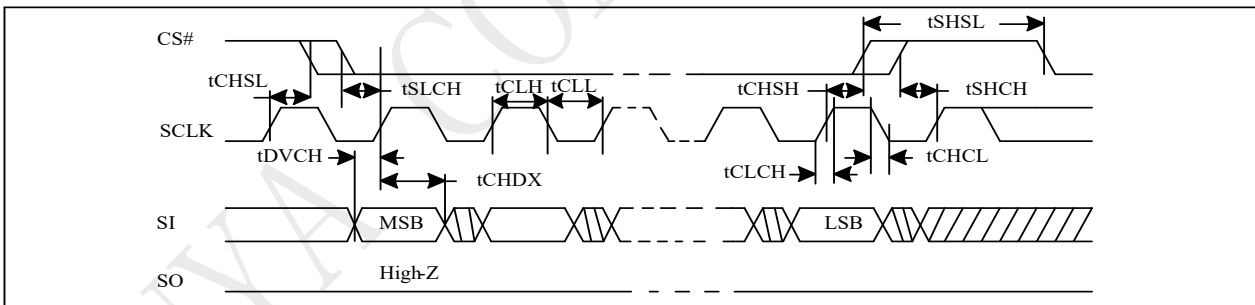 tSHSL
CS#
tCHSL
tSLCH
tCLH
tCLL
tCHSH
tSHCH
SCLK
tDVCH
tCHDX
tCLCH
tCHCL
SI
MSB
LSB
SO
High-Z